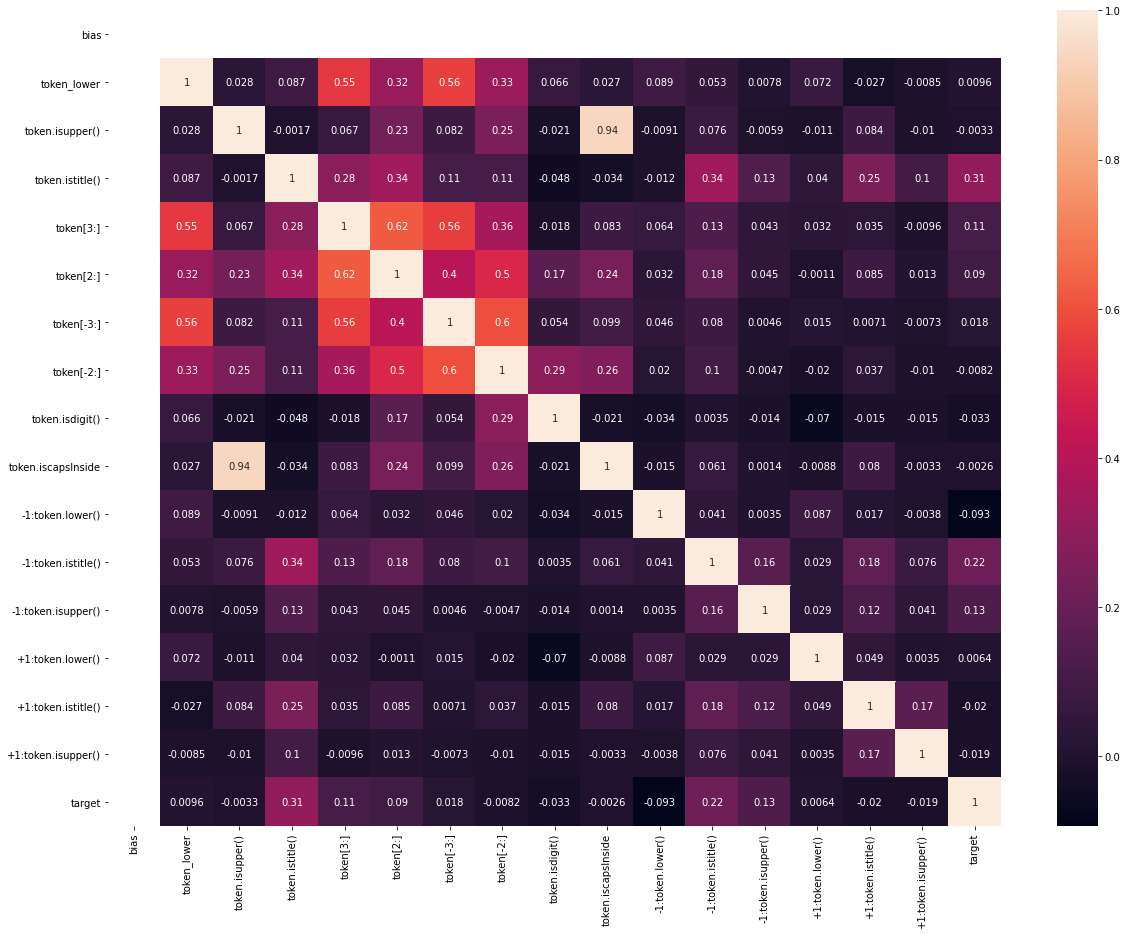 bias
1.0
token_lower 1 0.028 0.087 0.55 0.32 0.56 0.33 0.066 0.027 0.089 0.053 0.0078 0.072 -0.027 -0.0085 0.0096
token.isupper() 0.028 1 -0.0017 0.067 0.23 0.082 0.25 -0.021 0.94 -0.0091 0.076 -0.0059 -0.011 0.084 -0.01 -0.0033
0.8
token.istitle() 0.087 -0.0017 1 0.28 0.34 0.11 0.11 -0.048 -0.034 -0.012 0.34 0.13 0.04 0.25 0.1 0.31
token[3:] 0.55 0.067 0.28 1 0.62 0.56 0.36 -0.018 0.083 0.064 0.13 0.043 0.032 0.035 -0.0096 0.11
token[2:] 0.32 0.23 0.34 0.62 1 0.4 0.5 0.17 0.24 0.032 0.18 0.045 -0.0011 0.085 0.013 0.09
token[-3:] 0.56 0.082 0.11 0.56 0.4 1 0.6 0.054 0.099 0.046 0.08 0.0046 0.015 0.0071 -0.0073 0.018
0.6
token[-2:] 0.33 0.25 0.11 0.36 0.5 0.6 1 0.29 0.26 0.02 0.1 -0.0047 -0.02 0.037 -0.01 -0.0082
token.isdigit() 0.066 -0.021 -0.048 -0.018 0.17 0.054 0.29 1 -0.021 -0.034 0.0035 -0.014 -0.07 -0.015 -0.015 -0.033
0.4
token.iscapsInside 0.027 0.94 -0.034 0.083 0.24 0.099 0.26 -0.021 1 -0.015 0.061 0.0014 -0.0088 0.08 -0.0033 -0.0026
-1:token.lower() 0.089 -0.0091 -0.012 0.064 0.032 0.046 0.02 -0.034 -0.015 1 0.041 0.0035 0.087 0.017 -0.0038 -0.093
-1:token.istitle() 0.053 0.076 0.34 0.13 0.18 0.08 0.1 0.0035 0.061 0.041 1 0.16 0.029 0.18 0.076 0.22
0.2
-1:token.isupper() 0.0078 -0.0059 0.13 0.043 0.045 0.0046 -0.0047 -0.014 0.0014 0.0035 0.16 1 0.029 0.12 0.041 0.13
+1:token.lower() 0.072 -0.011 0.04 0.032 -0.0011 0.015 -0.02 -0.07 -0.0088 0.087 0.029 0.029 1 0.049 0.0035 0.0064
+1:token.istitle() -0.027 0.084 0.25 0.035 0.085 0.0071 0.037 -0.015 0.08 0.017 0.18 0.12 0.049 1 0.17 -0.02
+1:token.isupper() -0.0085 -0.01 0.1 -0.0096 0.013 -0.0073 -0.01 -0.015 -0.0033 -0.0038 0.076 0.041 0.0035 0.17 1 -0.019
0.0
target 0.0096 -0.0033 0.31 0.11 0.09 0.018 -0.0082 -0.033 -0.0026 -0.093 0.22 0.13 0.0064 -0.02 -0.019 1
bias
token_lower
token.isupper()
token.istitle()
token[3:]
token[2:]
token[-3:]
token[-2:]
token.isdigit()
token.iscapsInside
-1:token.lower()
-1:token.istitle()
-1:token.isupper()
+1:token.lower()
+1:token.istitle()
+1:token.isupper()
target